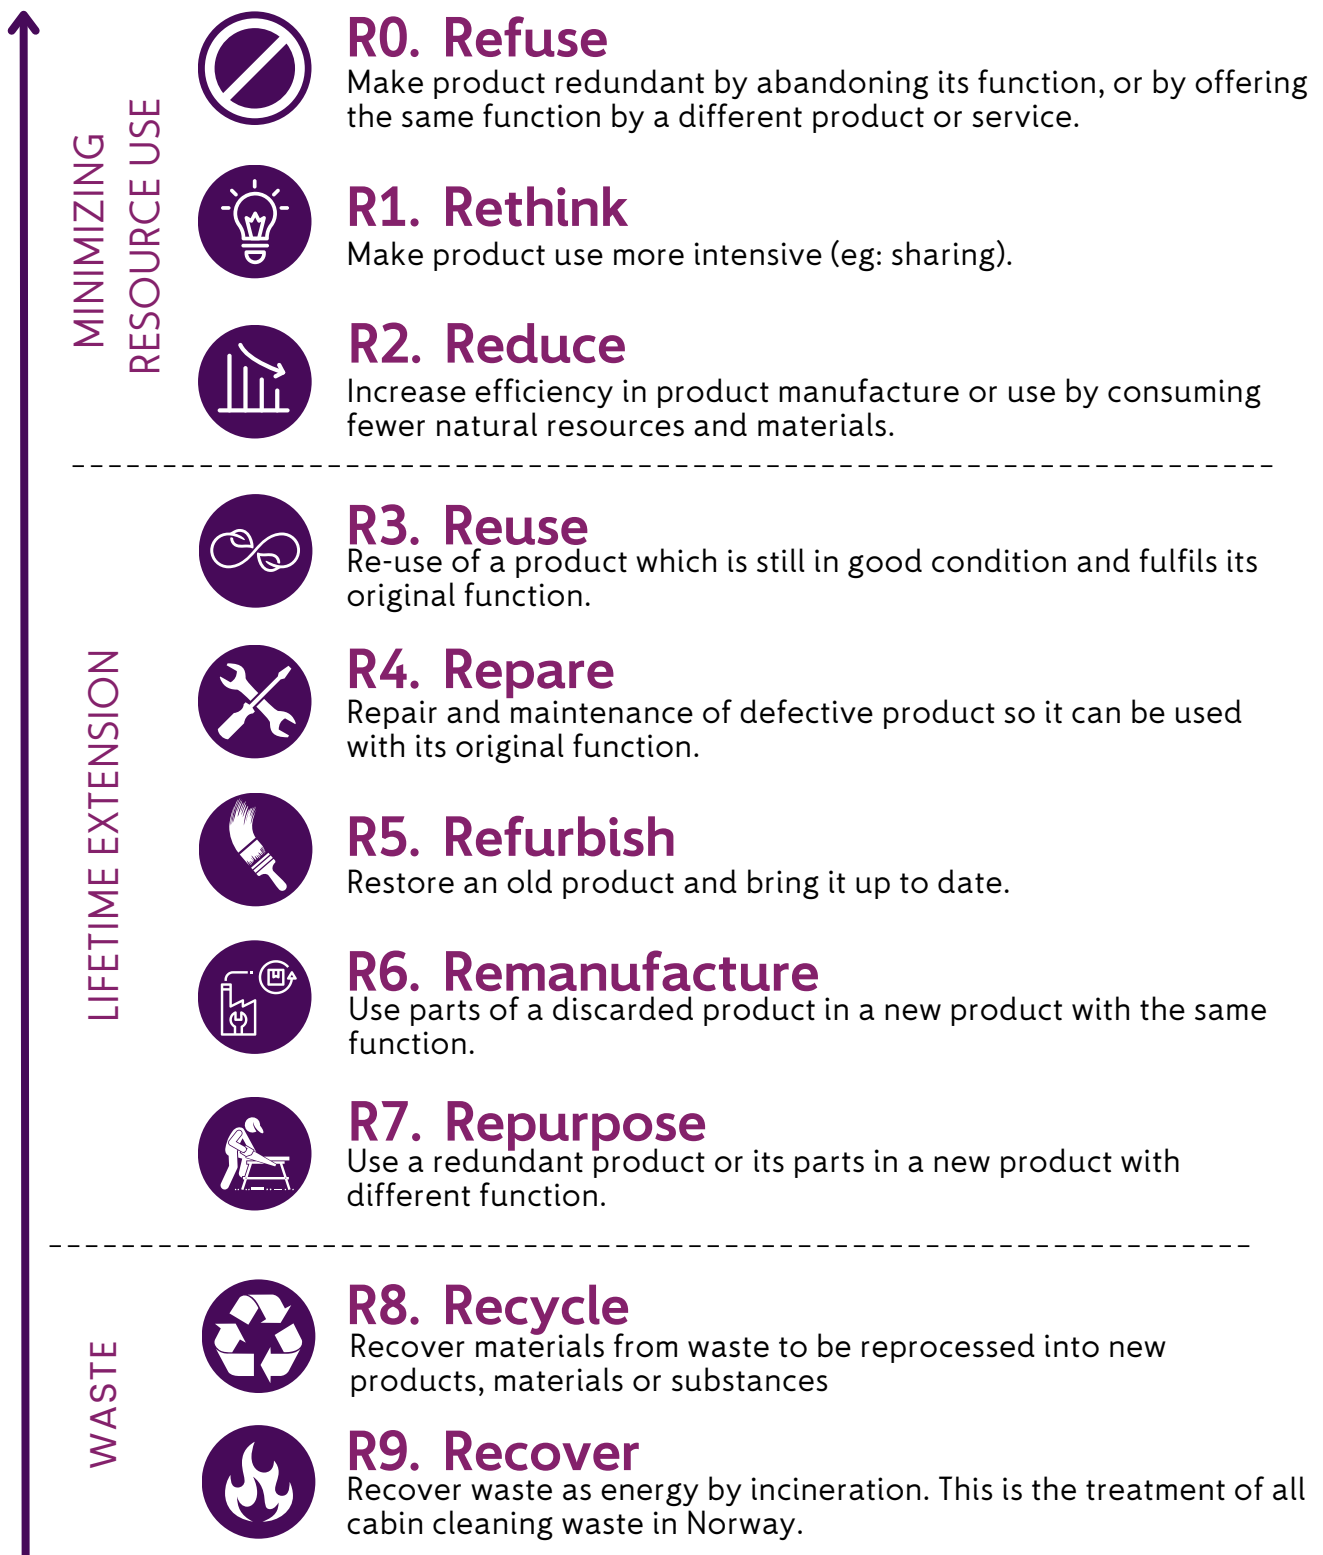 MINIMIZING
RESOURCE USE
R0. Refuse
Make product redundant by abandoning its function, or by offering
the same function by a different product or service.
R1. Rethink
Make product use more intensive (eg: sharing).
R2. Reduce
Increase efficiency in product manufacture or use by consuming
fewer natural resources and materials.
LIFETIME EXTENSION
R3. Reuse
Re-use of a product which is still in good condition and fulfils its
original function.
R4. Repare
Repair and maintenance of defective product so it can be used
with its original function.
R5. Refurbish
Restore an old product and bring it up to date.
R6. Remanufacture
Use parts of a discarded product in a new product with the same
function.
R7. Repurpose
Use a redundant product or its parts in a new product with
different function.
WASTE
R8. Recycle
Recover materials from waste to be reprocessed into new
products, materials or substances
R9. Recover
Recover waste as energy by incineration. This is the treatment of all
cabin cleaning waste in Norway.